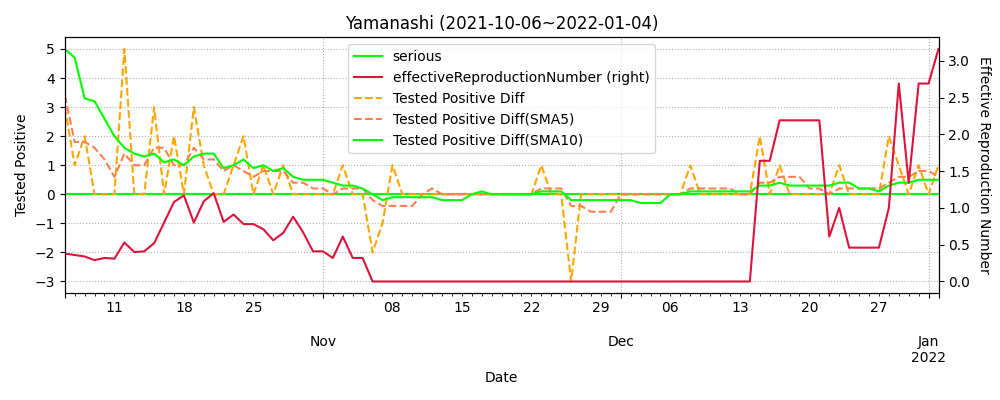 Yamanashi (2021-10-06~2022-01-04)
serious
effectiveReproductionNumber (right)
Tested Positive Diff
Tested Positive Diff(SMA5)
Tested Positive Diff(SMA10)
Tested Positive
5
4
3
2
1
0
−1
−2
−3
Effective Reproduction Number
3.0
2.5
2.0
1.5
1.0
0.5
0.0
11 18 25 08 15 22 29 06 13 20 27
Nov Dec Jan
2022
Date